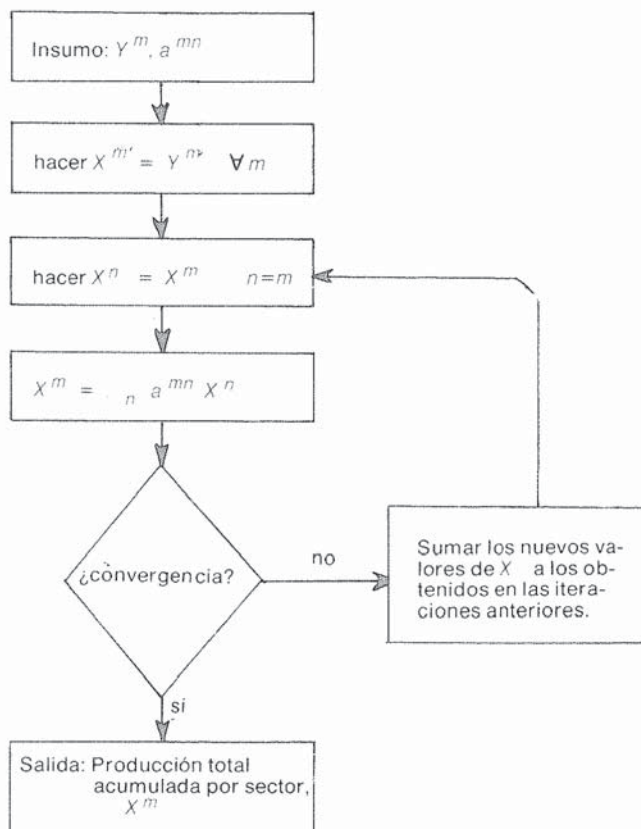 Insumo: Y^m, a^mn
hacer X^m' = Y^m ∀ m
hacer X^n = X^m n=m
X^m = n a^mn X^n
¿convergencia?
no
Sumar los nuevos va-
lores de X a los ob-
tenidos en las itera-
ciones anteriores.
sí
Salida: Producción total
acumulada por sector,
X^m